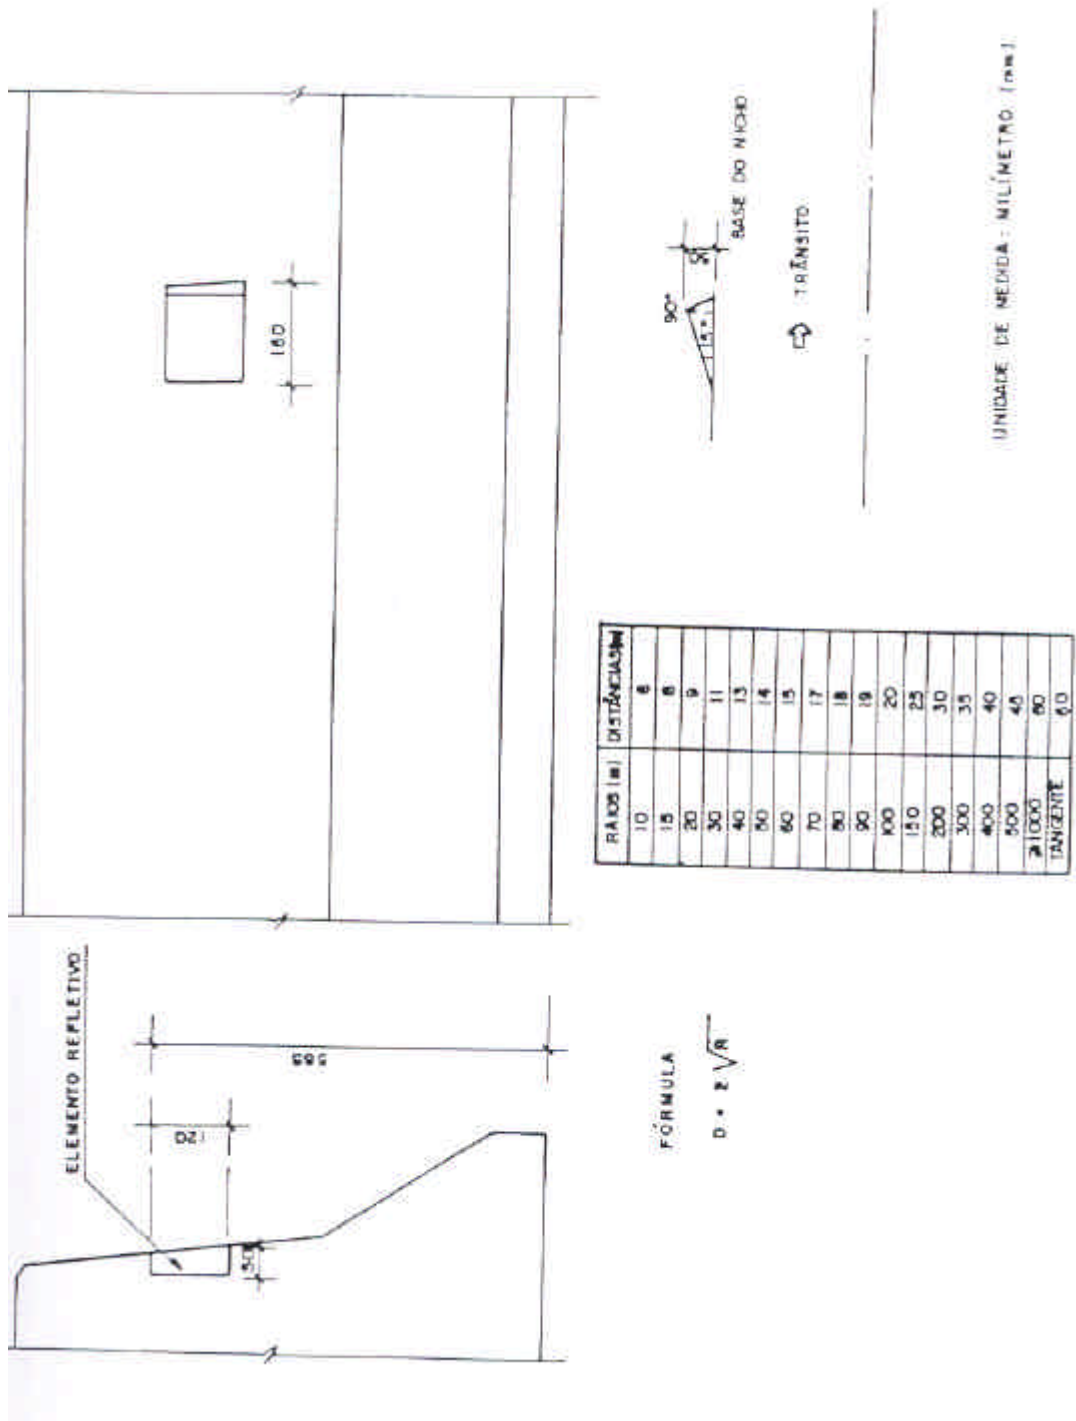 ELEMENTO REFLETIVO
120
50
180
90°
15°
50
BASE DO NICHO
TRÂNSITO
FÓRMULA
D = 2 √R
RAIOS (m) DISTÂNCIAS(m)
10 6
15 8
20 9
30 11
40 13
50 14
60 15
70 17
80 18
90 19
100 20
150 25
200 30
300 35
400 40
500 45
≥1000 60
TANGENTE 60
UNIDADE DE MEDIDA: MILÍMETRO (mm)